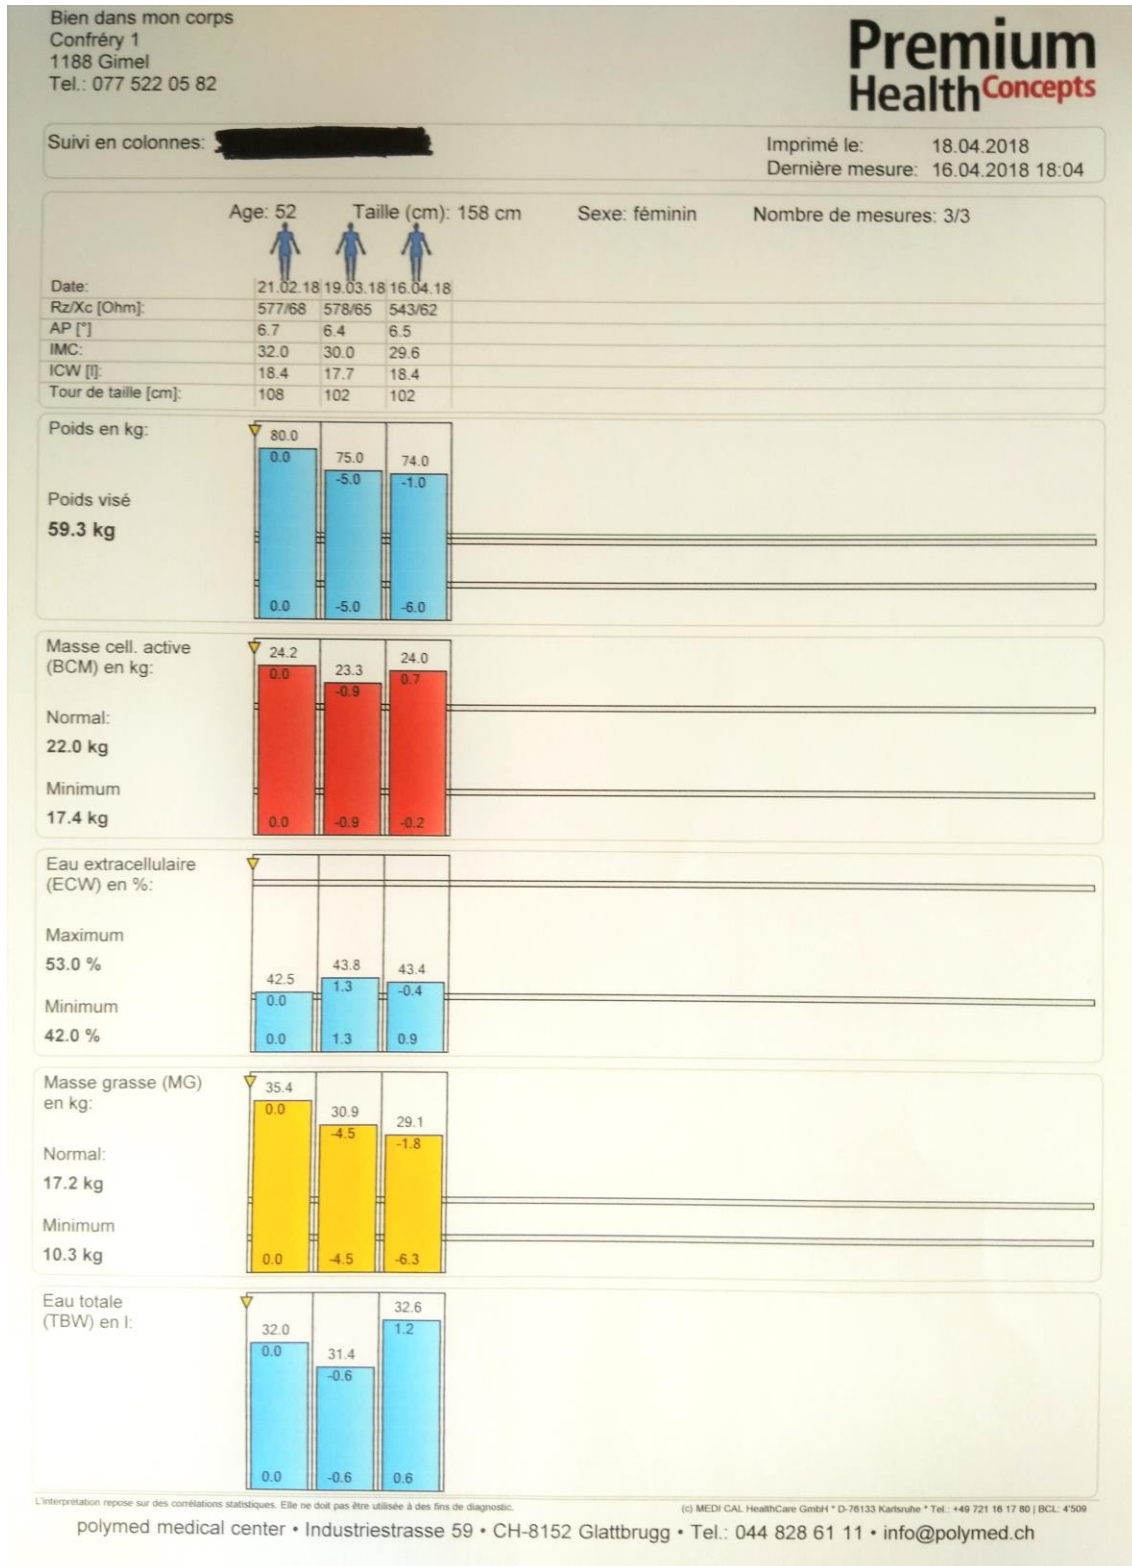 Bien dans mon corps
Confréry 1
1188 Gimel
Tel.: 077 522 05 82
Premium
Health Concepts
Suivi en colonnes:
Imprimé le: 18.04.2018
Dernière mesure: 16.04.2018 18:04
Age: 52 Taille (cm): 158 cm Sexe: féminin Nombre de mesures: 3/3
Date: 21.02.18 19.03.18 16.04.18
Rz/Xc [Ohm]: 577/68 578/65 543/62
AP [°] 6.7 6.4 6.5
IMC: 32.0 30.0 29.6
ICW [l]: 18.4 17.7 18.4
Tour de taille [cm]: 108 102 102
Poids en kg:
80.0 75.0 74.0
0.0 -5.0 -1.0
Poids visé
59.3 kg
0.0 -5.0 -6.0
Masse cell. active
(BCM) en kg:
24.2 23.3 24.0
0.0 -0.9 0.7
Normal:
22.0 kg
Minimum
17.4 kg
0.0 -0.9 -0.2
Eau extracellulaire
(ECW) en %:
Maximum
53.0 %
42.5 43.8 43.4
0.0 1.3 -0.4
Minimum
42.0 %
0.0 1.3 0.9
Masse grasse (MG)
en kg:
35.4 30.9 29.1
0.0 -4.5 -1.8
Normal:
17.2 kg
Minimum
10.3 kg
0.0 -4.5 -6.3
Eau totale
(TBW) en l:
32.0 31.4 32.6
0.0 -0.6 1.2
0.0 -0.6 0.6
L'interprétation repose sur des corrélations statistiques. Elle ne doit pas être utilisée à des fins de diagnostic.
(c) MEDI CAL HealthCare GmbH * D-76133 Karlsruhe * Tel.: +49 721 16 17 80 | BCL: 4'509
polymed medical center • Industriestrasse 59 • CH-8152 Glattbrugg • Tel.: 044 828 61 11 • info@polymed.ch